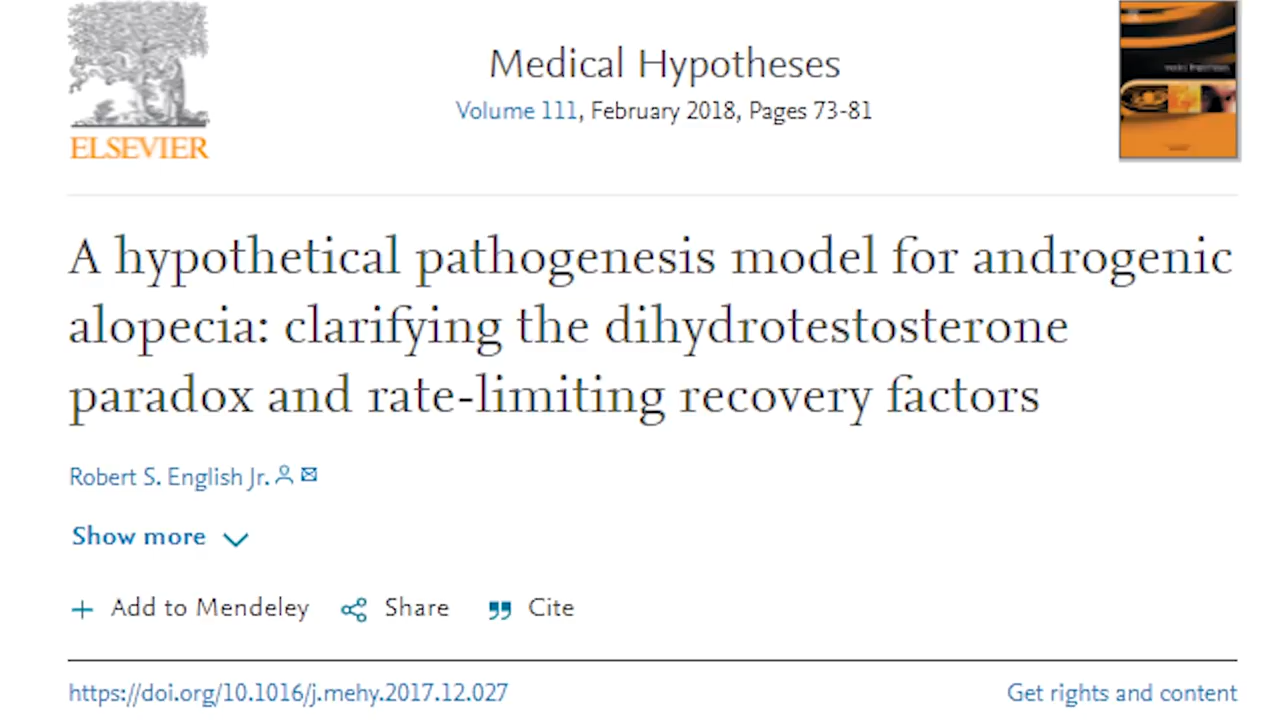 ELSEVIER
Medical Hypotheses
Volume 111, February 2018, Pages 73-81
A hypothetical pathogenesis model for androgenic
alopecia: clarifying the dihydrotestosterone
paradox and rate-limiting recovery factors
Robert S. English Jr.
Show more
Add to Mendeley Share Cite
https://doi.org/10.1016/j.mehy.2017.12.027 Get rights and content